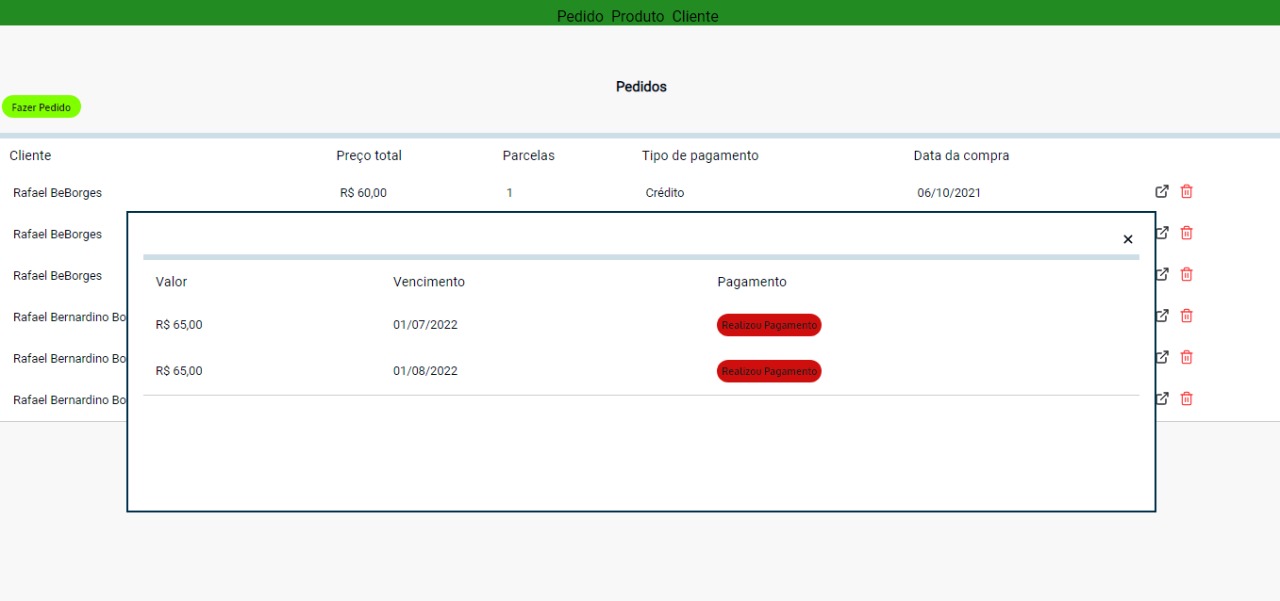 Pedido Produto Cliente
Pedidos
Fazer Pedido
Cliente Preço total Parcelas Tipo de pagamento Data da compra
Rafael BeBorges R$ 60,00 1 Crédito 06/10/2021
Rafael BeBorges
Rafael BeBorges
Rafael Bernardino Bo
Rafael Bernardino Bo
Rafael Bernardino Bo
Valor Vencimento Pagamento
R$ 65,00 01/07/2022 Realizou Pagamento
R$ 65,00 01/08/2022 Realizou Pagamento